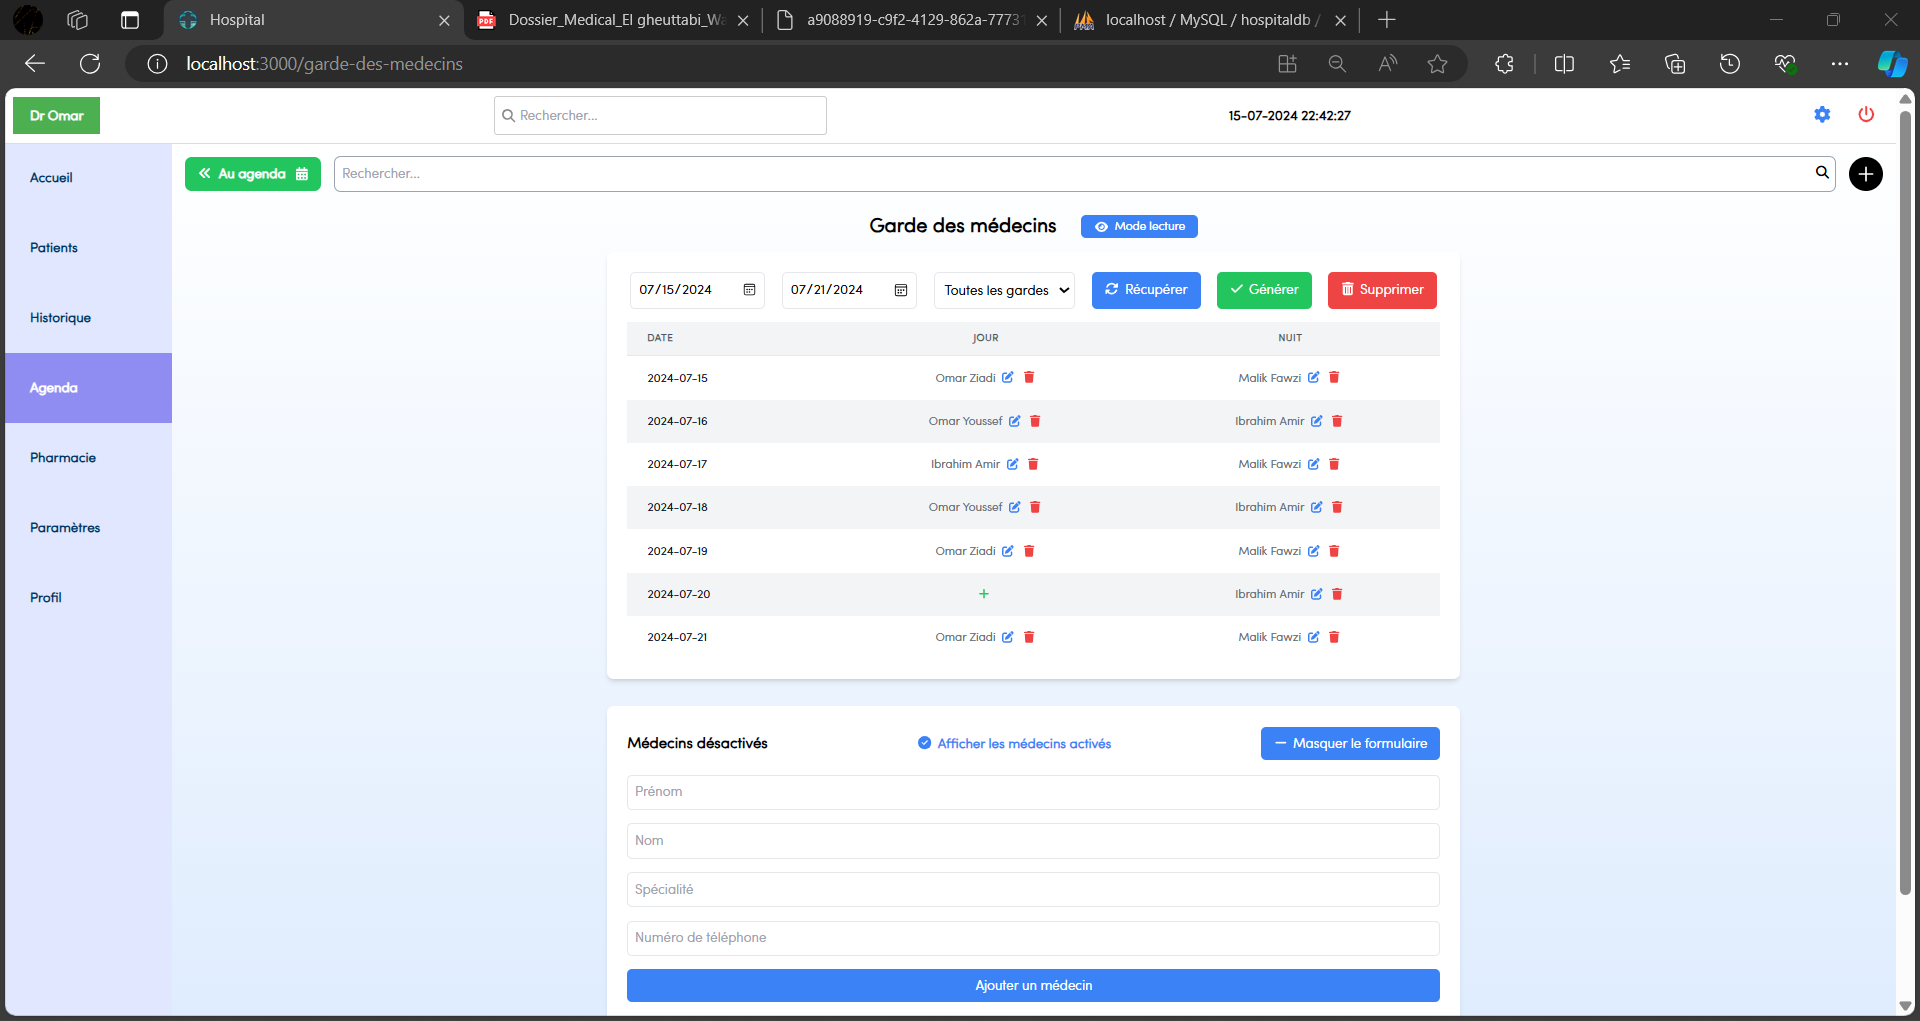 Hospital
Dossier_Medical_El gheuttabi_Wa
a9088919-c9f2-4129-862a-7773
localhost / MySQL / hospitaldb /
localhost:3000/garde-des-medecins
Dr Omar
Rechercher...
15-07-2024 22:42:27
Accueil
Patients
Historique
Agenda
Pharmacie
Paramètres
Profil
Au agenda
Rechercher...
Garde des médecins
Mode lecture
07/15/2024
07/21/2024
Toutes les gardes
Récupérer
Générer
Supprimer
DATE JOUR NUIT
2024-07-15 Omar Ziadi Malik Fawzi
2024-07-16 Omar Youssef Ibrahim Amir
2024-07-17 Ibrahim Amir Malik Fawzi
2024-07-18 Omar Youssef Ibrahim Amir
2024-07-19 Omar Ziadi Malik Fawzi
2024-07-20 + Ibrahim Amir
2024-07-21 Omar Ziadi Malik Fawzi
Médecins désactivés
Afficher les médecins activés
Masquer le formulaire
Prénom
Nom
Spécialité
Numéro de téléphone
Ajouter un médecin